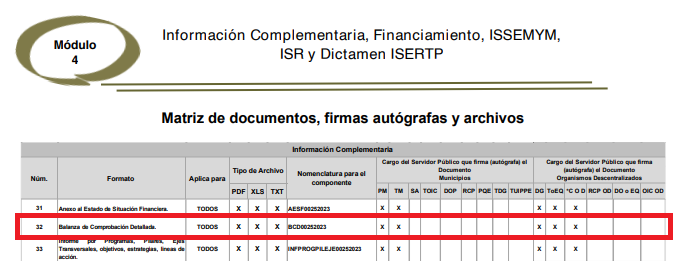 Módulo
4
Información Complementaria, Financiamiento, ISSEMYM,
ISR y Dictamen ISERTP
Matriz de documentos, firmas autógrafas y archivos
Información Complementaria
Núm.
Formato
Aplica para
Tipo de Archivo
PDF XLS TXT
Nomenclatura para el
componente
Cargo del Servidor Público que firma (autógrafa) el
Documento
Municipios
PM TM SA TOIC DOP RCP PQE TDG TUIPPE
Cargo del Servidor Público que firma
(autógrafa) el Documento
Organismos Descentralizados
DG ToEQ *C O D RCP OD DO o EQ OIC OD
31 Anexo al Estado de Situación Financiera. TODOS X X X AESF00252023 X X X X X
32 Balanza de Comprobación Detallada. TODOS X X X BCD00252023 X X X X X
33 Informe por Programas, Pilares, Ejes
Transversales, objetivos, estrategias, líneas de
acción.
TODOS X X X INFPROGPILEJE00252023 X X X X X